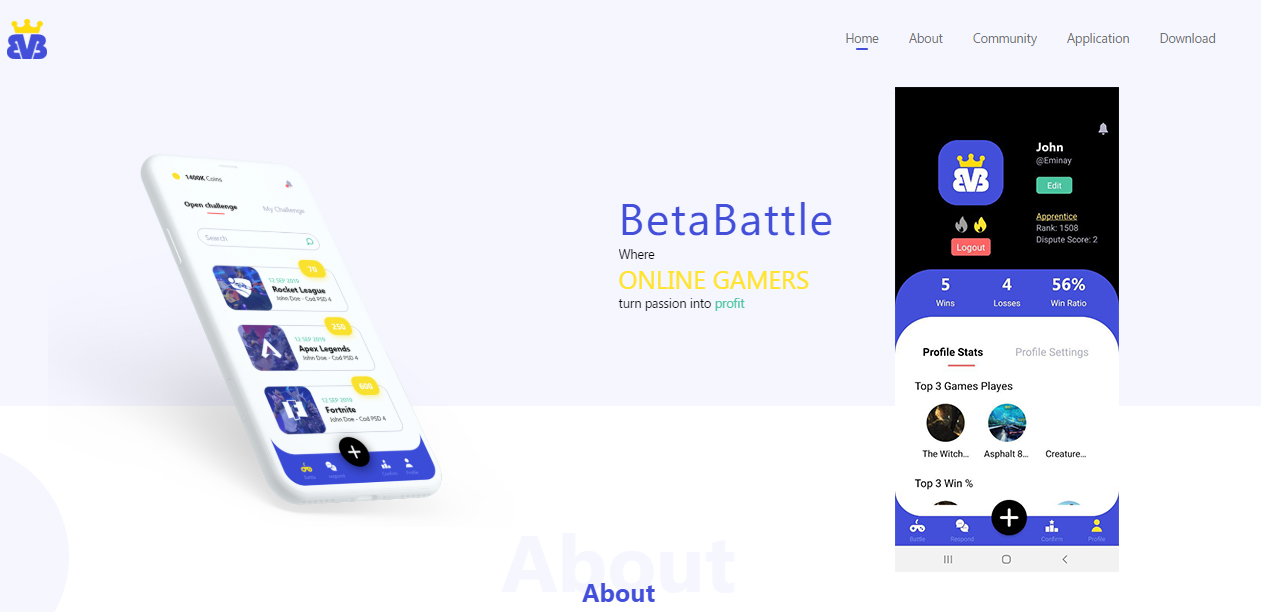 BVB
Home About Community Application Download
1400K Coins
Open challenge My Challenge
Search
70
12 SEP 2019
Rocket League
John Doe - Cod PSD 4
250
12 SEP 2019
Apex Legends
John Doe - Cod PSD 4
600
12 SEP 2019
Fortnite
John Doe - Cod PSD 4
BetaBattle
Where
ONLINE GAMERS
turn passion into profit
BVB
John
@Eminay
Edit
Apprentice
Rank: 1508
Dispute Score: 2
Logout
5 4 56%
Wins Losses Win Ratio
Profile Stats Profile Settings
Top 3 Games Playes
The Witch... Asphalt 8... Creature...
Top 3 Win %
Battle Respond Confirm Profile
About
About